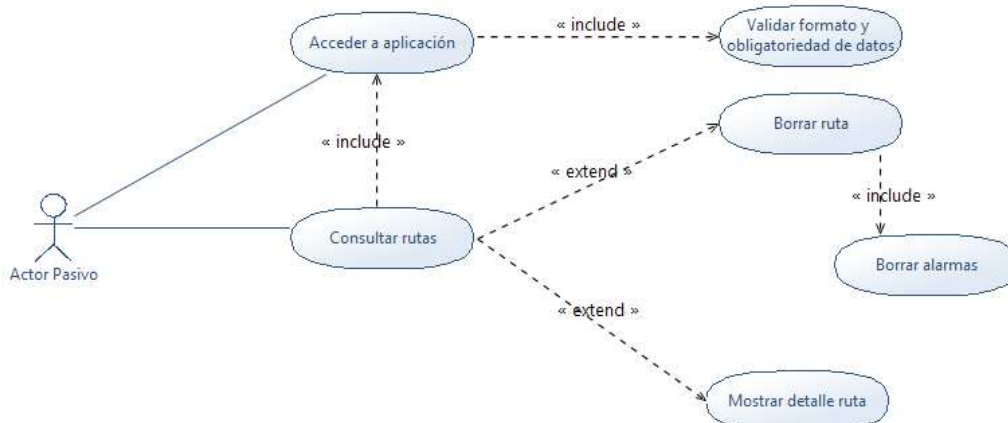 Acceder a aplicación
« include »
Validar formato y
obligatoriedad de datos
« include »
Borrar ruta
« extend »
« include »
Actor Pasivo
Consultar rutas
Borrar alarmas
« extend »
Mostrar detalle ruta